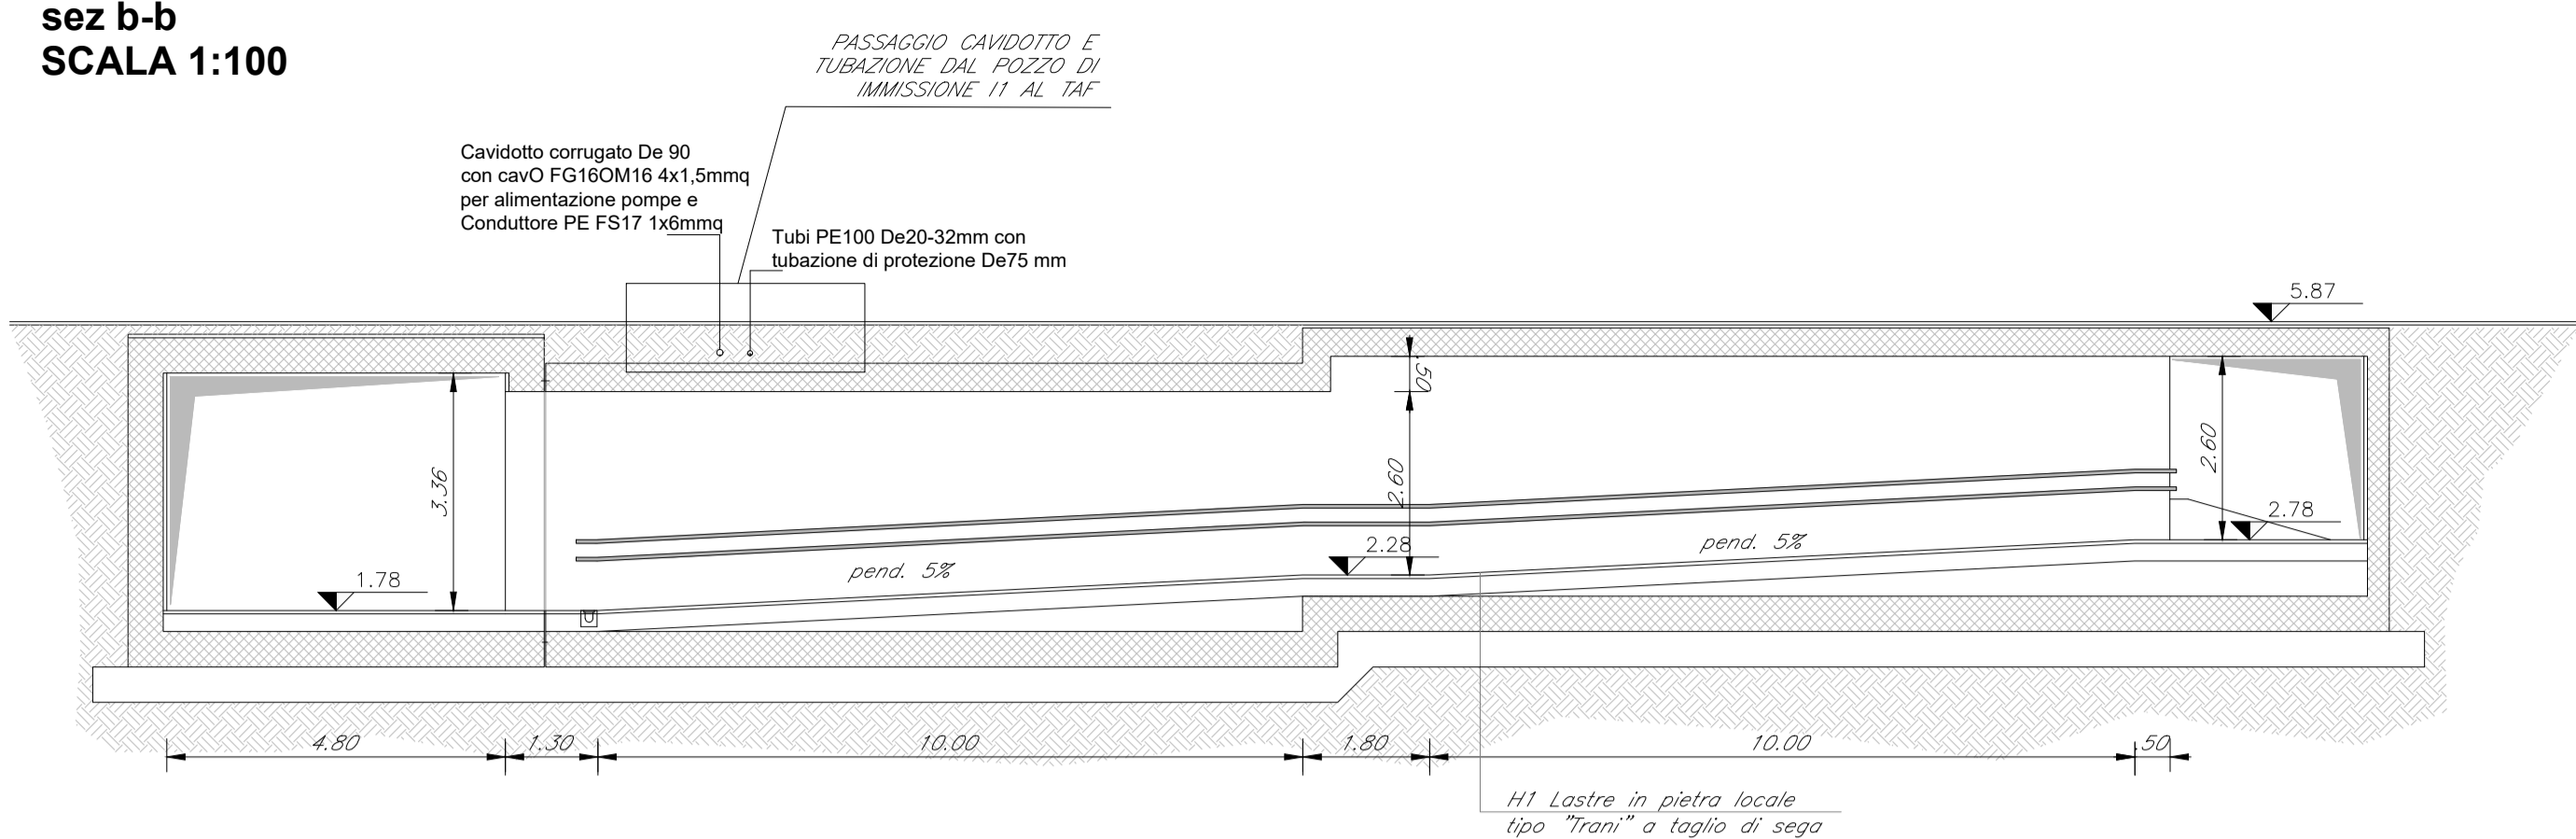 sez b-b
SCALA 1:100
PASSAGGIO CAVIDOTTO E
TUBAZIONE DAL POZZO DI
IMMISSIONE I1 AL TAF
Cavidotto corrugato De 90
con cavO FG16OM16 4x1,5mmq
per alimentazione pompe e
Conduttore PE FS17 1x6mmq
Tubi PE100 De20-32mm con
tubazione di protezione De75 mm
5.87
.50
3.36
2.60
2.60
2.78
2.28
pend. 5%
pend. 5%
1.78
4.80
1.30
10.00
1.80
10.00
.50
H1 Lastre in pietra locale
tipo "Trani" a taglio di sega